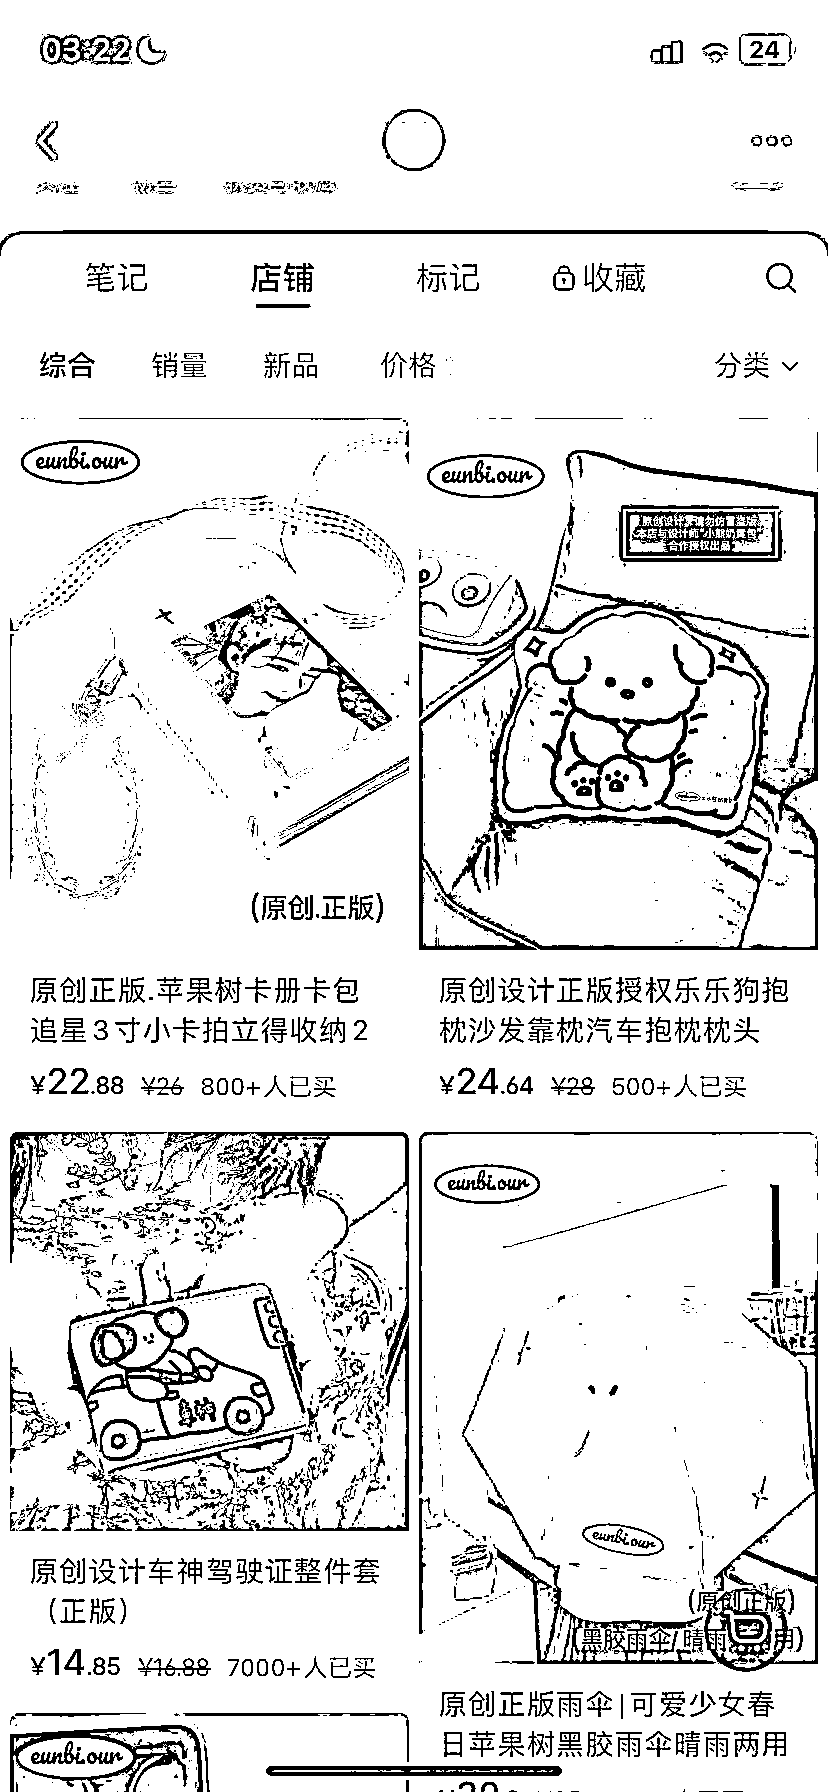 03:22
24
笔记 店铺 标记 收藏
综合 销量 新品 价格 分类
eunbi.our
(原创.正版)
原创正版.苹果树卡册卡包
追星3寸小卡拍立得收纳2
¥22.88 ¥26 800+人已买
eunbi.our
合作授权出品
原创设计正版授权乐乐狗抱
枕沙发靠枕汽车抱枕枕头
¥24.64 ¥28 500+人已买
车神
原创设计车神驾驶证整件套
（正版）
¥14.85 ¥16.88 7000+人已买
eunbi.our
eunbi.our
(原创正版)
(黑胶雨伞/晴雨
用)
原创正版雨伞|可爱少女春
日苹果树黑胶雨伞晴雨两用
eunbi.our